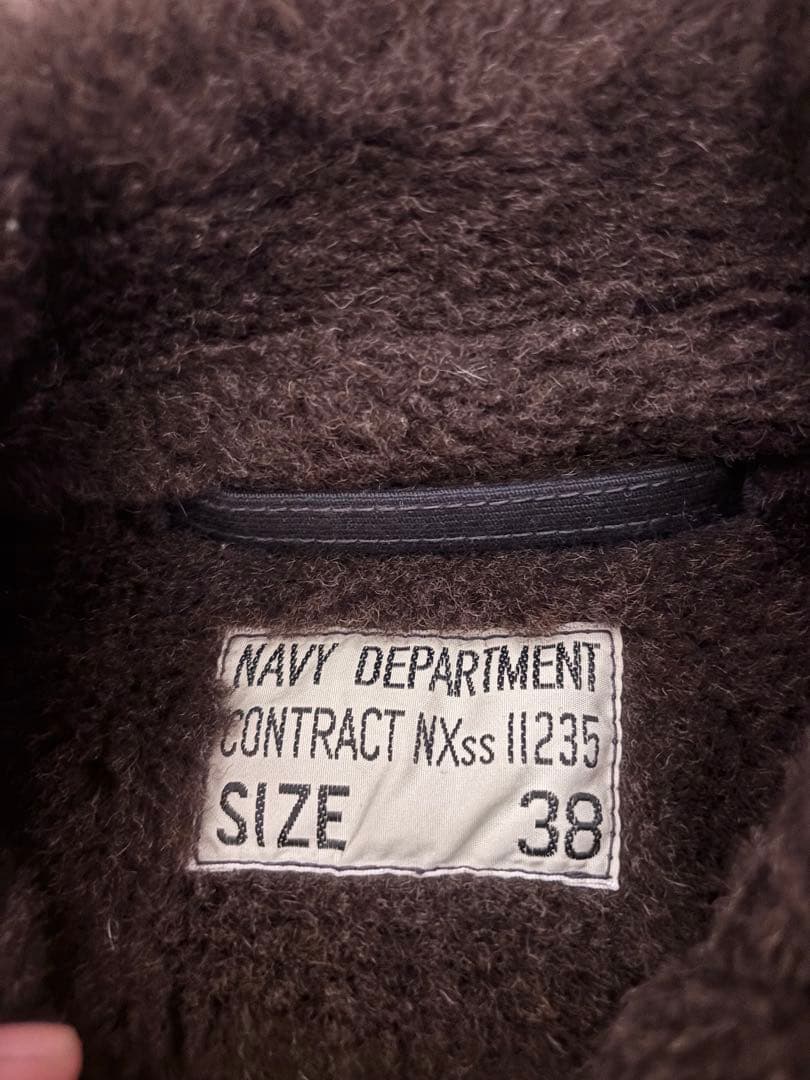 NAVY DEPARTMENT
CONTRACT NXss 11235
SIZE 38